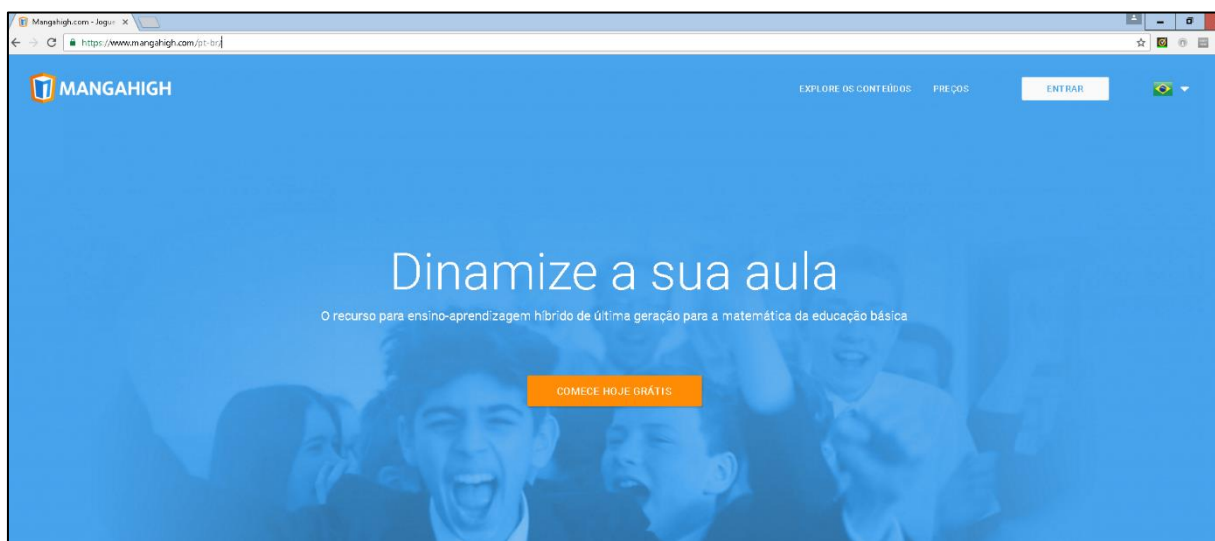 Mangahigh.com - Jogue
https://www.mangahigh.com/pt-br/
MANGAHIGH
EXPLORE OS CONTEÚDOS PREÇOS ENTRAR
Dinamize a sua aula
O recurso para ensino-aprendizagem híbrido de última geração para a matemática da educação básica
COMECE HOJE GRÁTIS